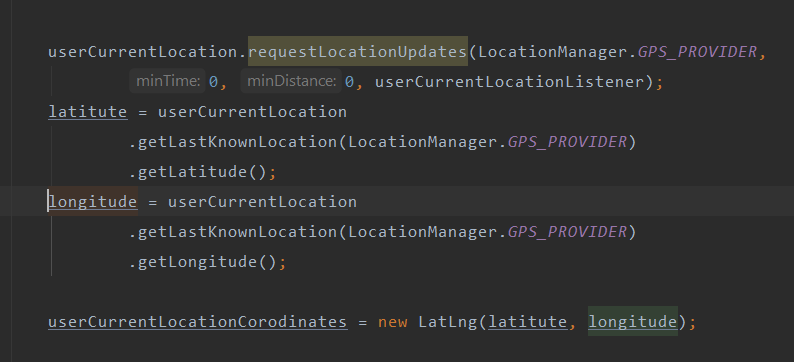 userCurrentLocation.requestLocationUpdates(LocationManager.GPS_PROVIDER,
minTime: 0, minDistance: 0, userCurrentLocationListener);
latitute = userCurrentLocation
.getLastKnownLocation(LocationManager.GPS_PROVIDER)
.getLatitude();
longitude = userCurrentLocation
.getLastKnownLocation(LocationManager.GPS_PROVIDER)
.getLongitude();
userCurrentLocationCorodinates = new LatLng(latitute, longitude);